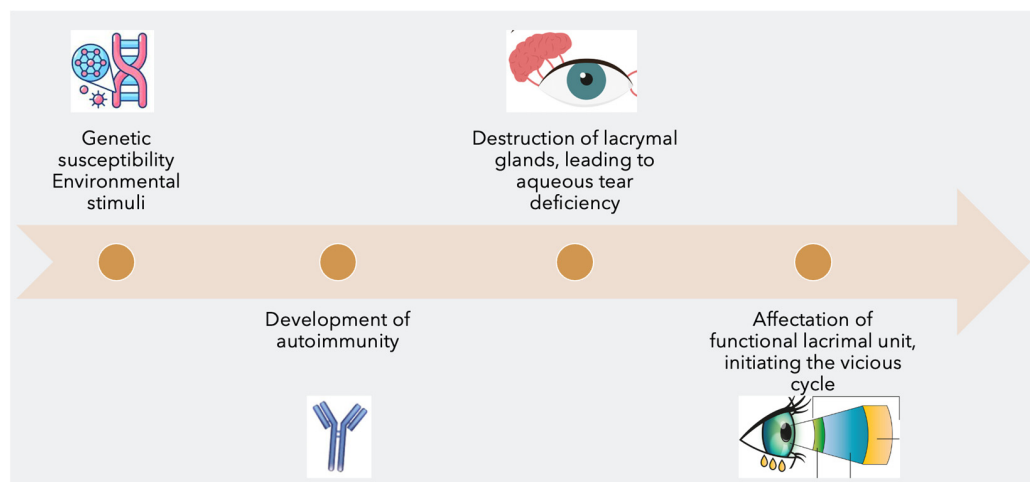 Genetic
susceptibility
Environmental
stimuli
Development of
autoimmunity
Destruction of lacrymal
glands, leading to
aqueous tear
deficiency
Affectation of
functional lacrimal unit,
initiating the vicious
cycle